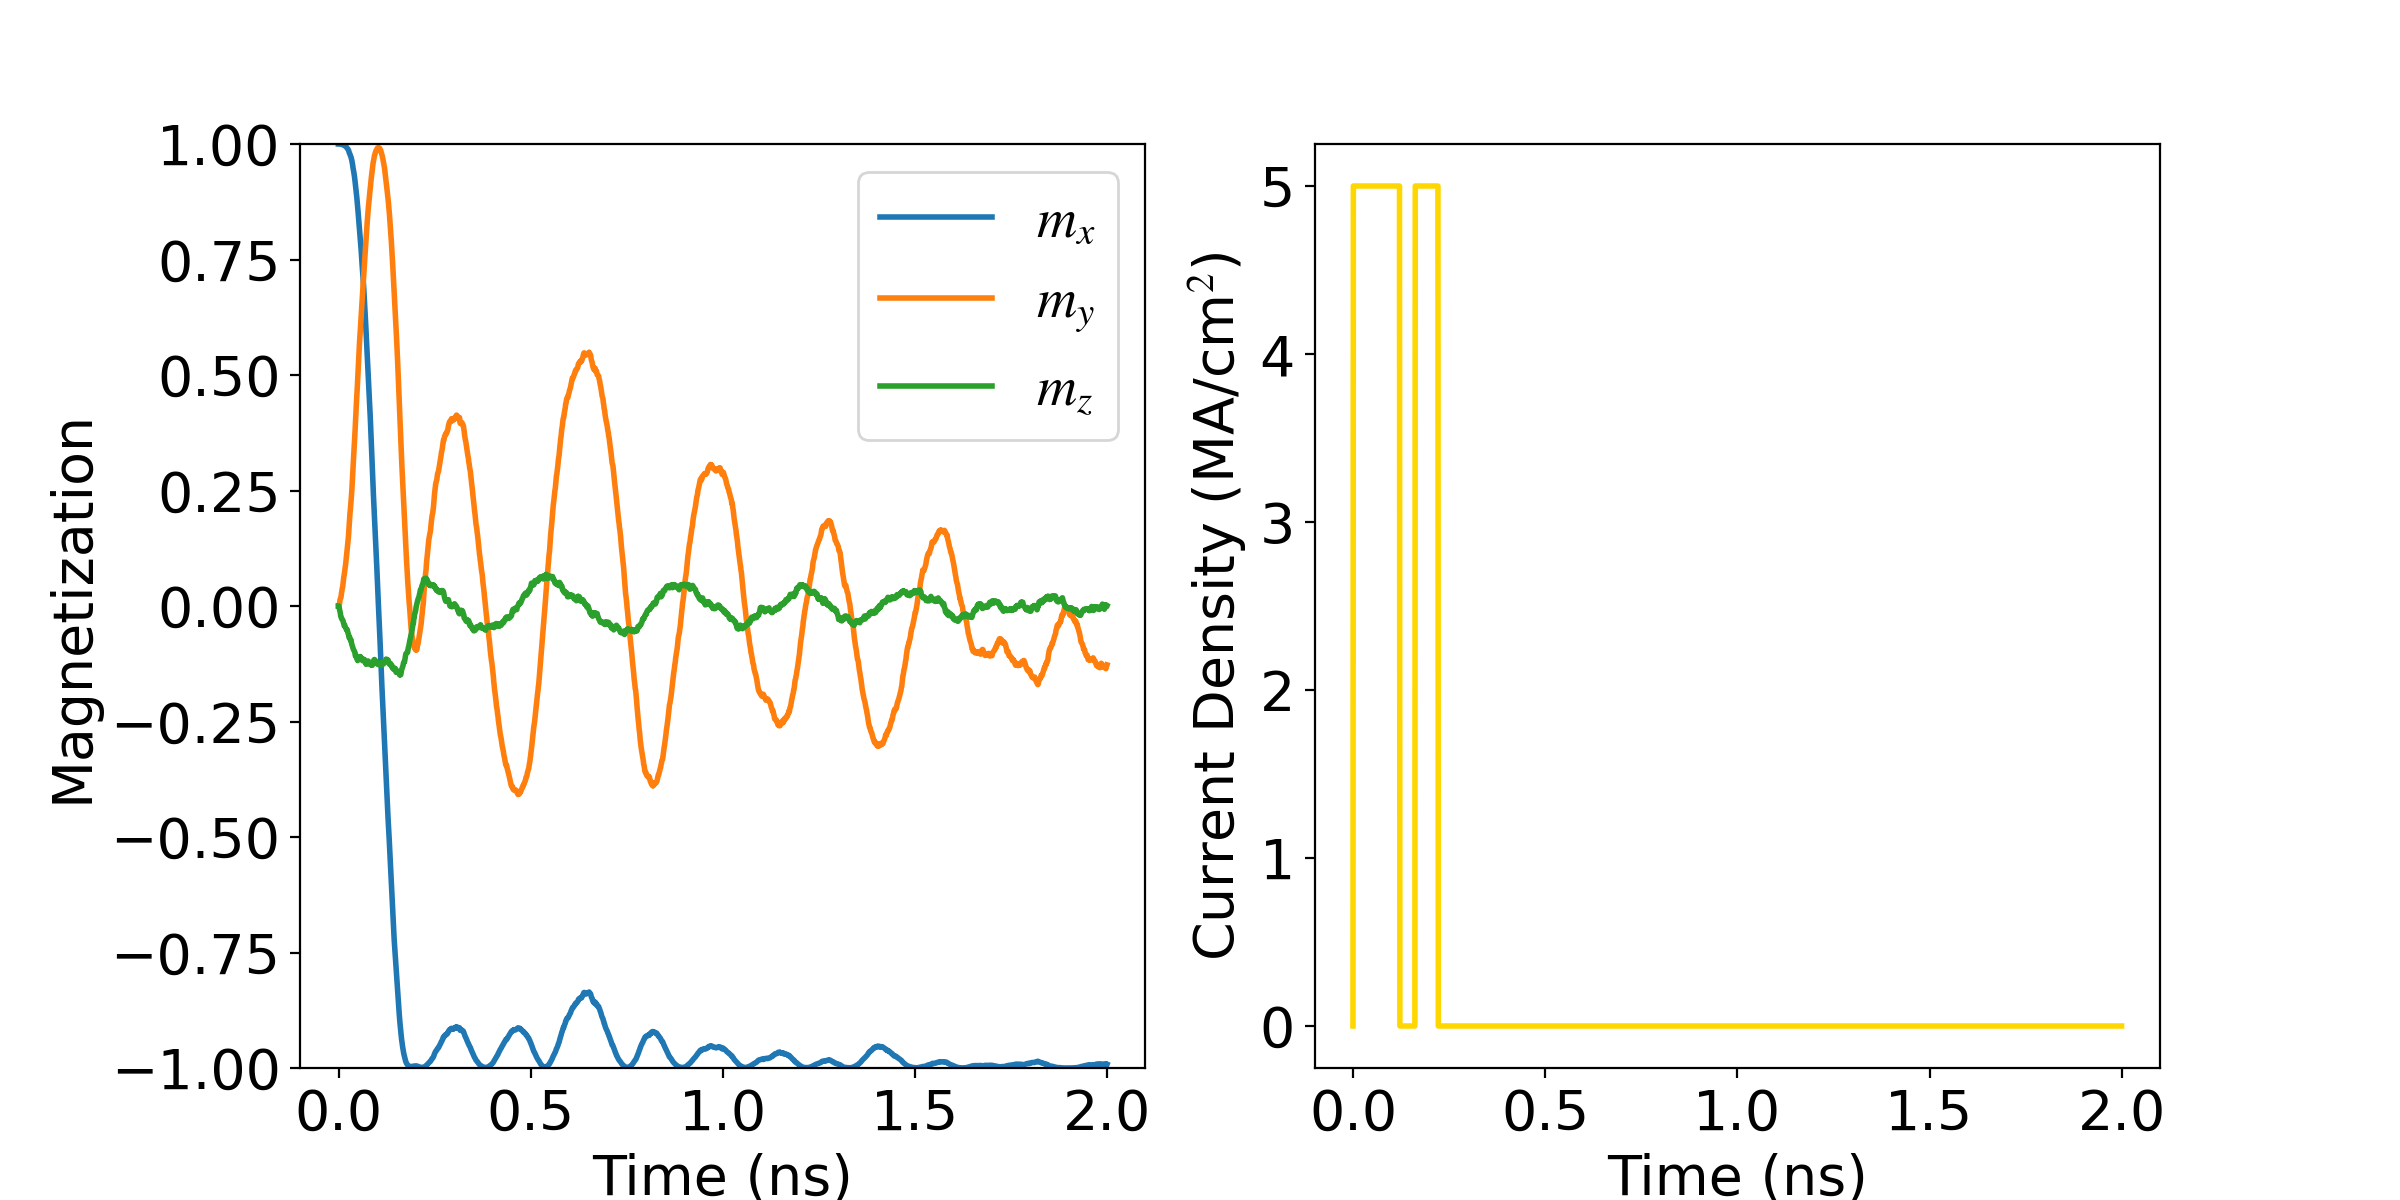 Magnetization
1.00
0.75
0.50
0.25
0.00
−0.25
−0.50
−0.75
−1.00
0.0 0.5 1.0 1.5 2.0
Time (ns)
m_x
m_y
m_z
Current Density (MA/cm²)
5
4
3
2
1
0
0.0 0.5 1.0 1.5 2.0
Time (ns)